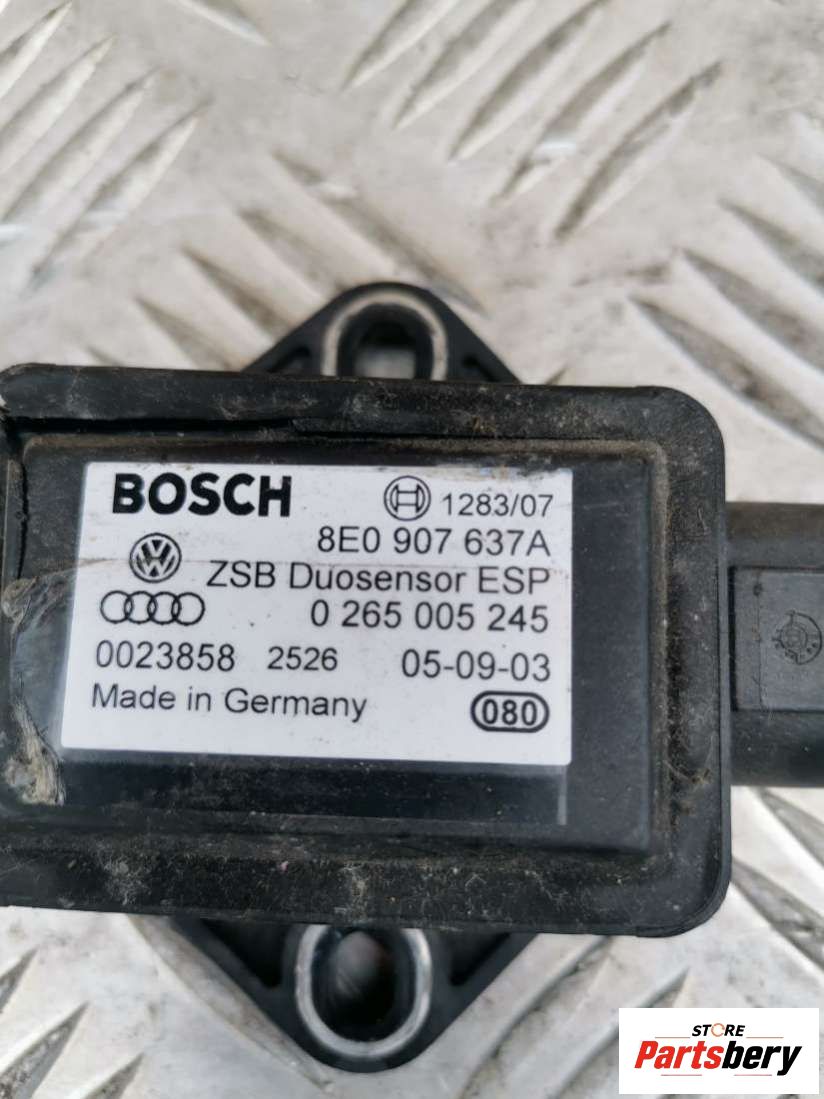 BOSCH 1283/07
8E0 907 637A
VW ZSB Duosensor ESP
0 265 005 245
0023858 2526 05-09-03
Made in Germany 080
STORE
Partsbery